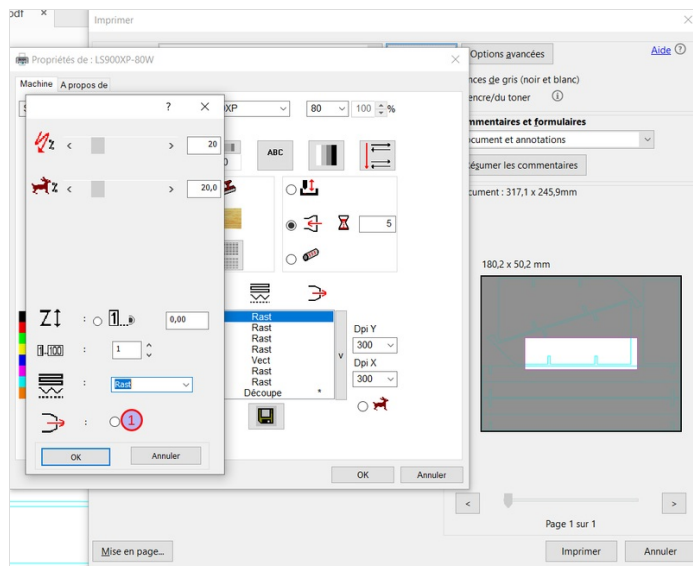 pdf ×
Imprimer
Propriétés de : LS900XP-80W
Options avancées
Aide
Machine
A propos de
nces de gris (noir et blanc)
encre/du toner
XP
80
100 %
mmentaires et formulaires
ocument et annotations
ésumer les commentaires
?
%
20
ABC
% 
20,0
5
cument : 317,1 x 245,9mm
180,2 x 50,2 mm
Z : 1
0,00
1-100 : 1
: Rast
: 1
OK
Annuler
Rast
Rast
Rast
Rast
Vect
Rast
Rast
Découpe *
Dpi Y
300
Dpi X
300
OK
Annuler
< >
Page 1 sur 1
Mise en page...
Imprimer
Annuler